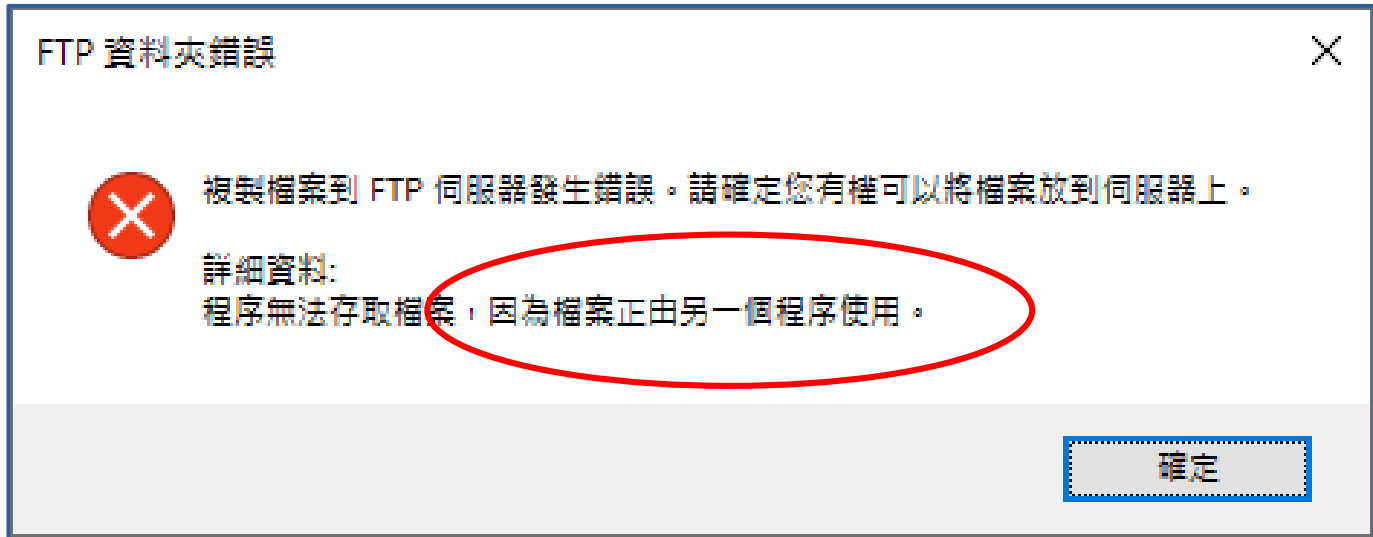 FTP 資料夾錯誤
複製檔案到 FTP 伺服器發生錯誤。請確定您有權可以將檔案放到伺服器上。
詳細資料:
程序無法存取檔案，因為檔案正由另一個程序使用。
確定